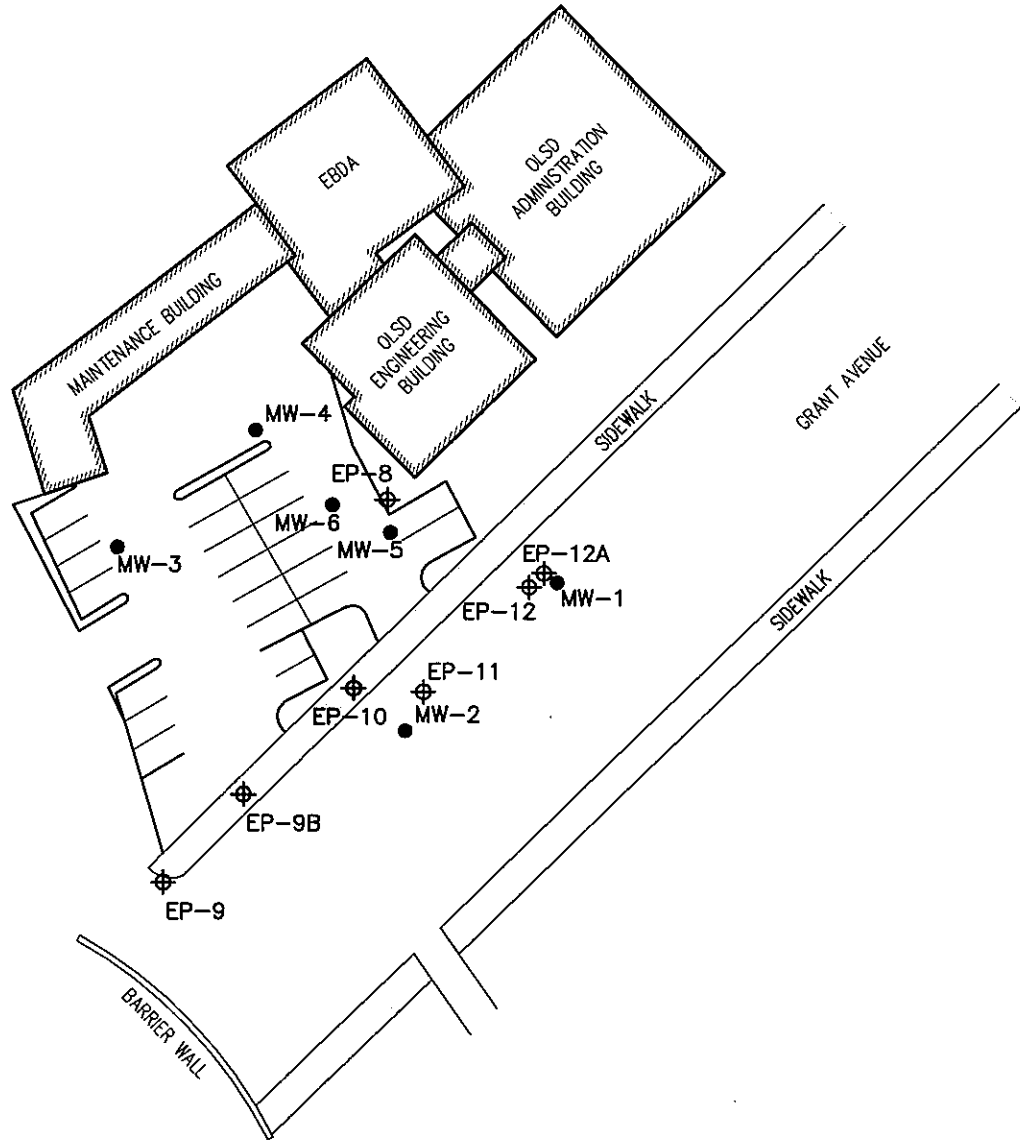 EBDA
OLSD
ADMINISTRATION
BUILDING
MAINTENANCE BUILDING
OLSD
ENGINEERING
BUILDING
GRANT AVENUE
SIDEWALK
MW-4
EP-8
MW-6
MW-5
MW-3
EP-12A
MW-1
EP-12
SIDEWALK
EP-11
EP-10
MW-2
EP-9B
EP-9
BARRIER WALL